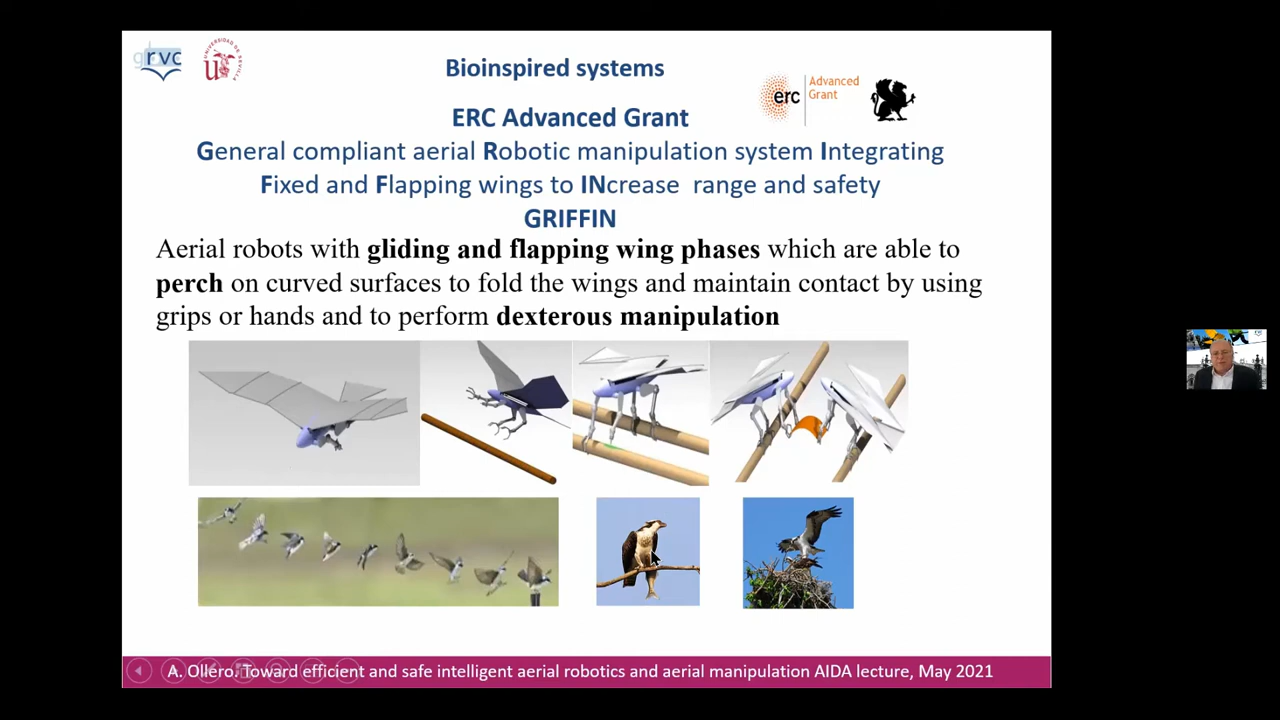 grvc
UNIVERSIDAD DE SEVILLA
Bioinspired systems
erc
Advanced
Grant
ERC Advanced Grant
General compliant aerial Robotic manipulation system Integrating
Fixed and Flapping wings to INcrease range and safety
GRIFFIN
Aerial robots with gliding and flapping wing phases which are able to
perch on curved surfaces to fold the wings and maintain contact by using
grips or hands and to perform dexterous manipulation
A. Ollero. Toward efficient and safe intelligent aerial robotics and aerial manipulation AIDA lecture, May 2021